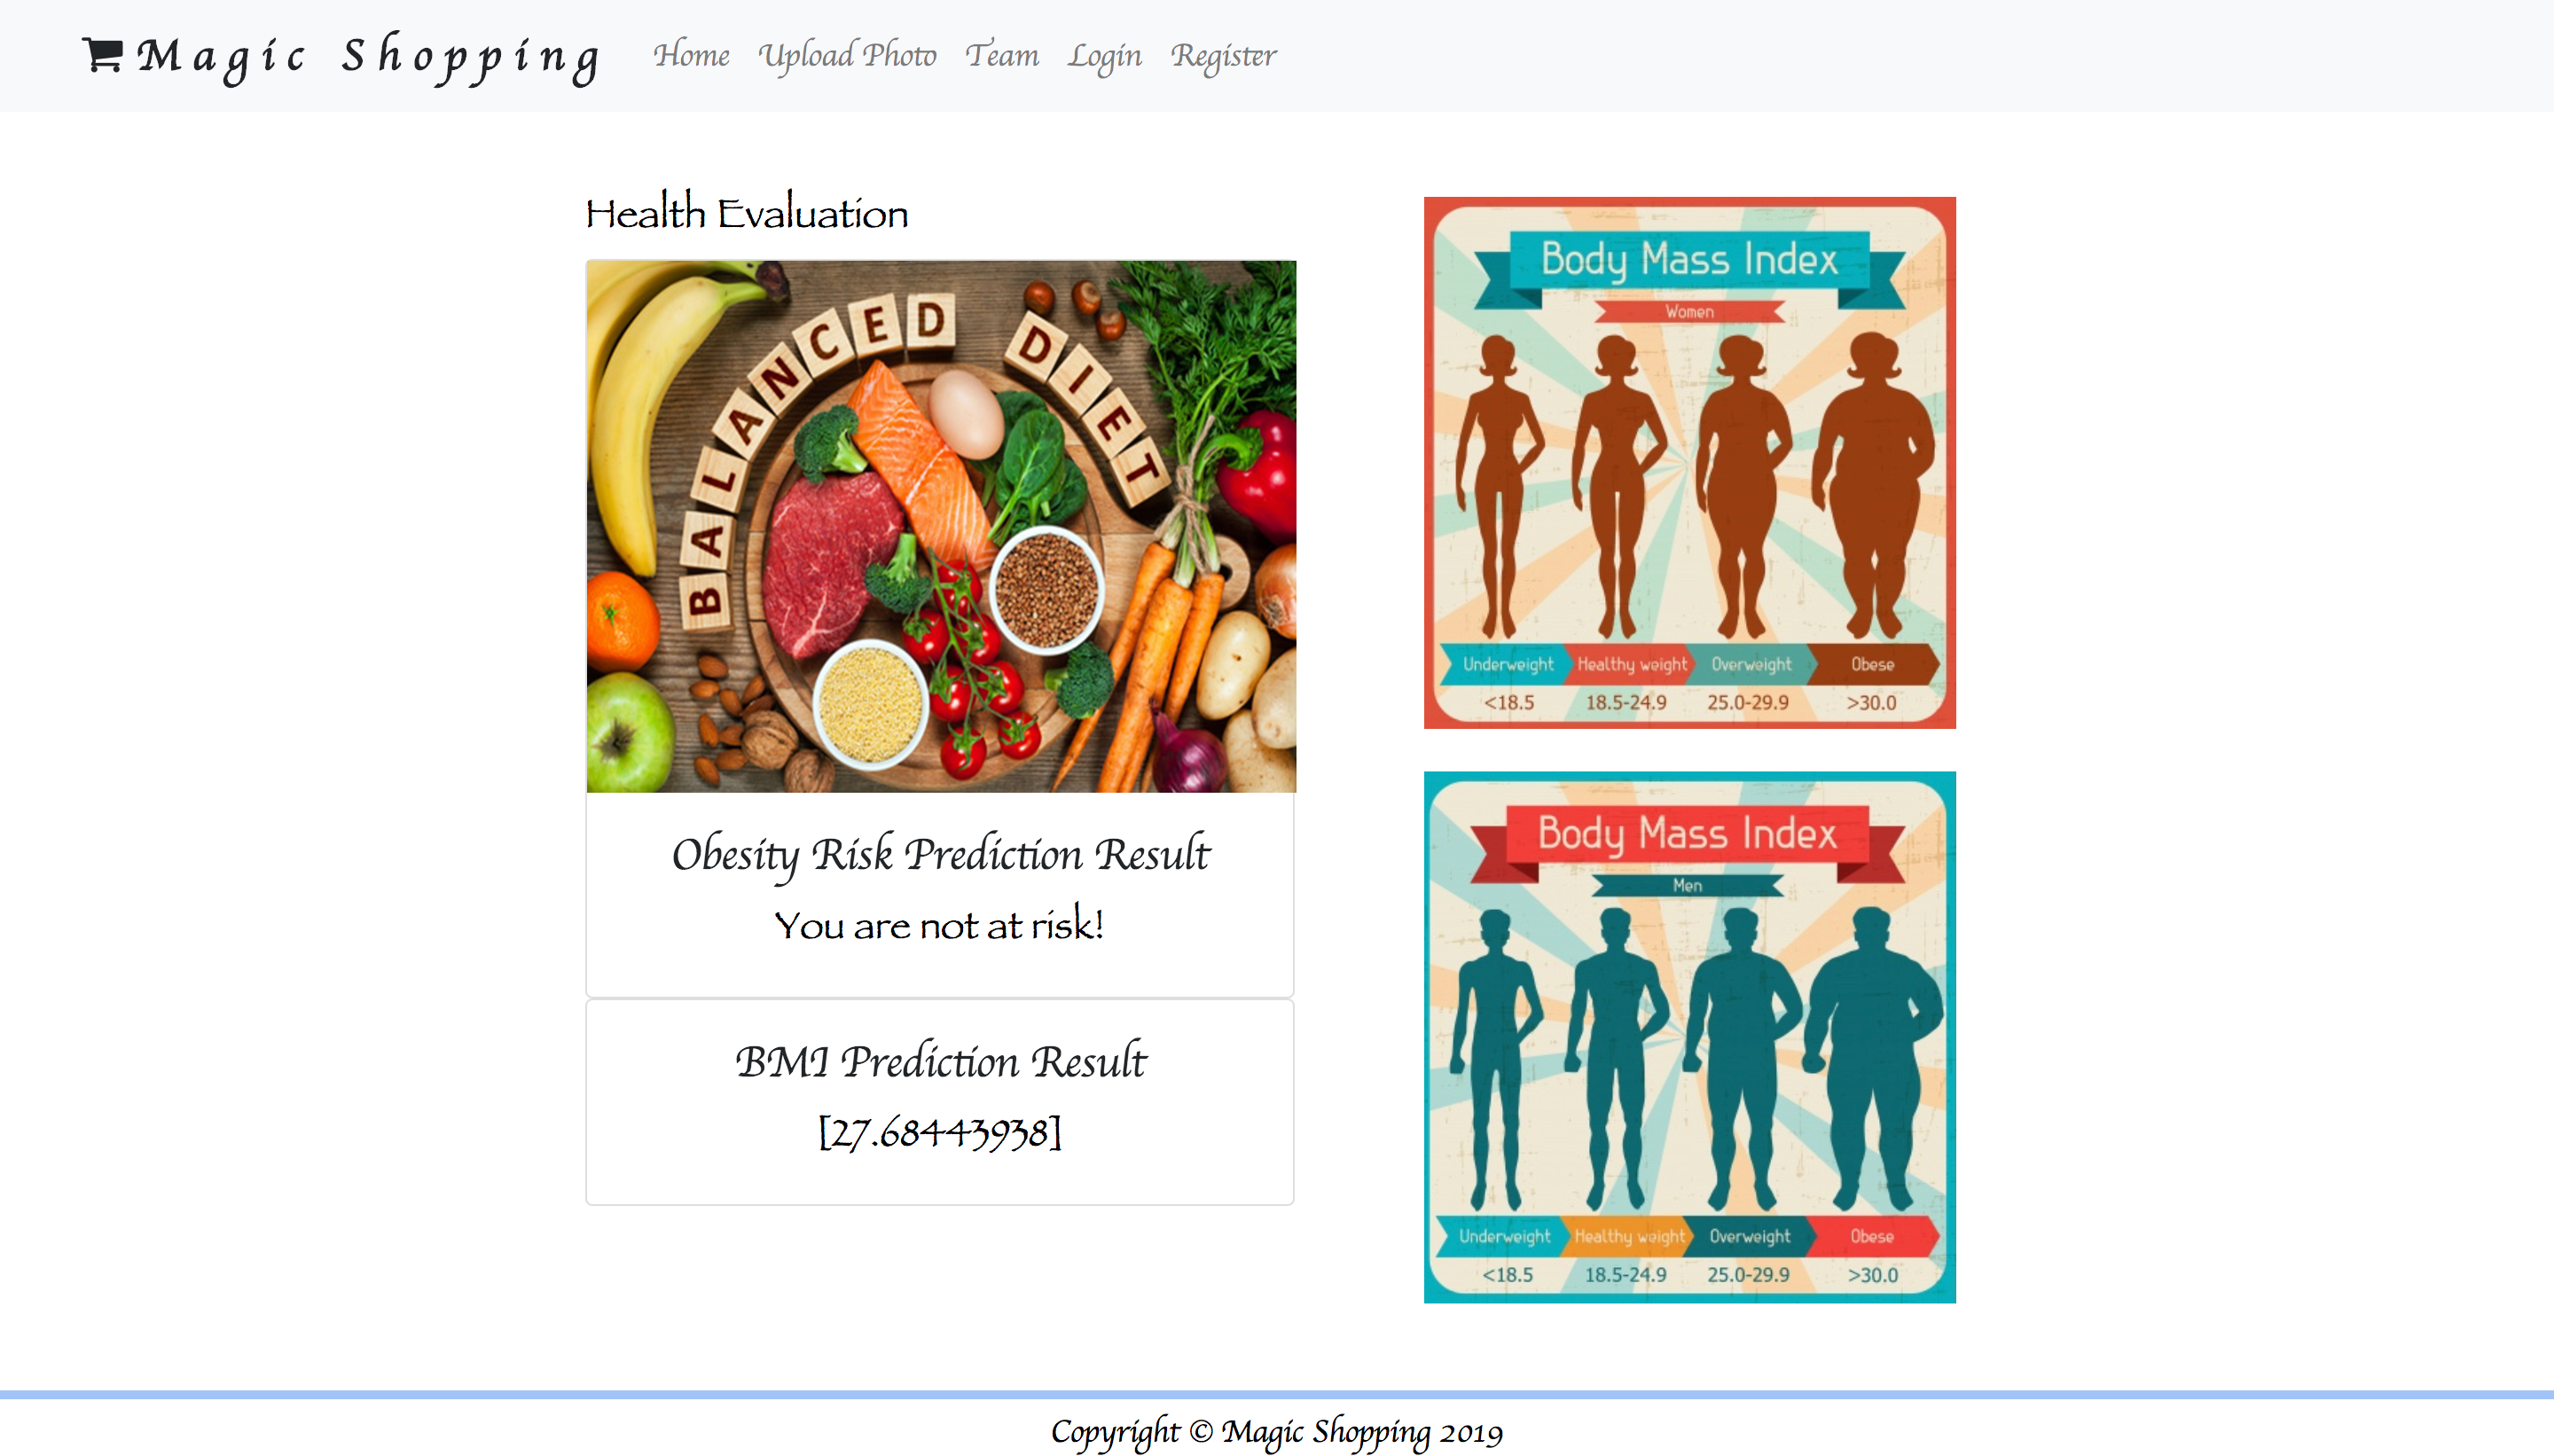 Magic Shopping Home Upload Photo Team Login Register
Health Evaluation
BALANCED DIET
Obesity Risk Prediction Result
You are not at risk!
BMI Prediction Result
[27.68443938]
Body Mass Index
Women
Underweight Healthy weight Overweight Obese
<18.5 18.5-24.9 25.0-29.9 >30.0
Body Mass Index
Men
Underweight Healthy weight Overweight Obese
<18.5 18.5-24.9 25.0-29.9 >30.0
Copyright © Magic Shopping 2019